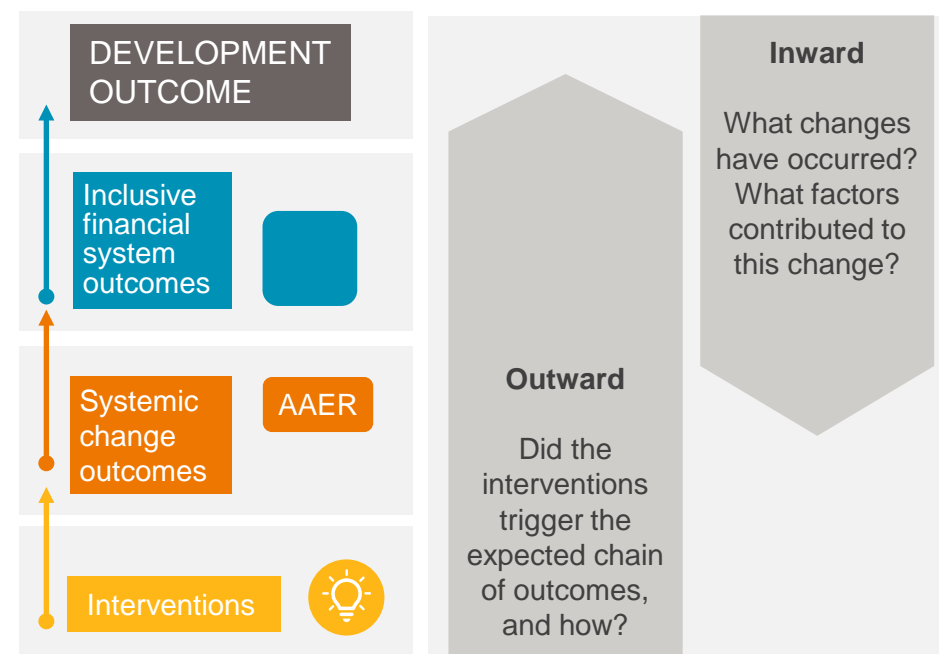 DEVELOPMENT
OUTCOME
Inclusive
financial
system
outcomes
Systemic
change
outcomes
AAER
Interventions
Outward
Did the
interventions
trigger the
expected chain
of outcomes,
and how?
Inward
What changes
have occurred?
What factors
contributed to
this change?